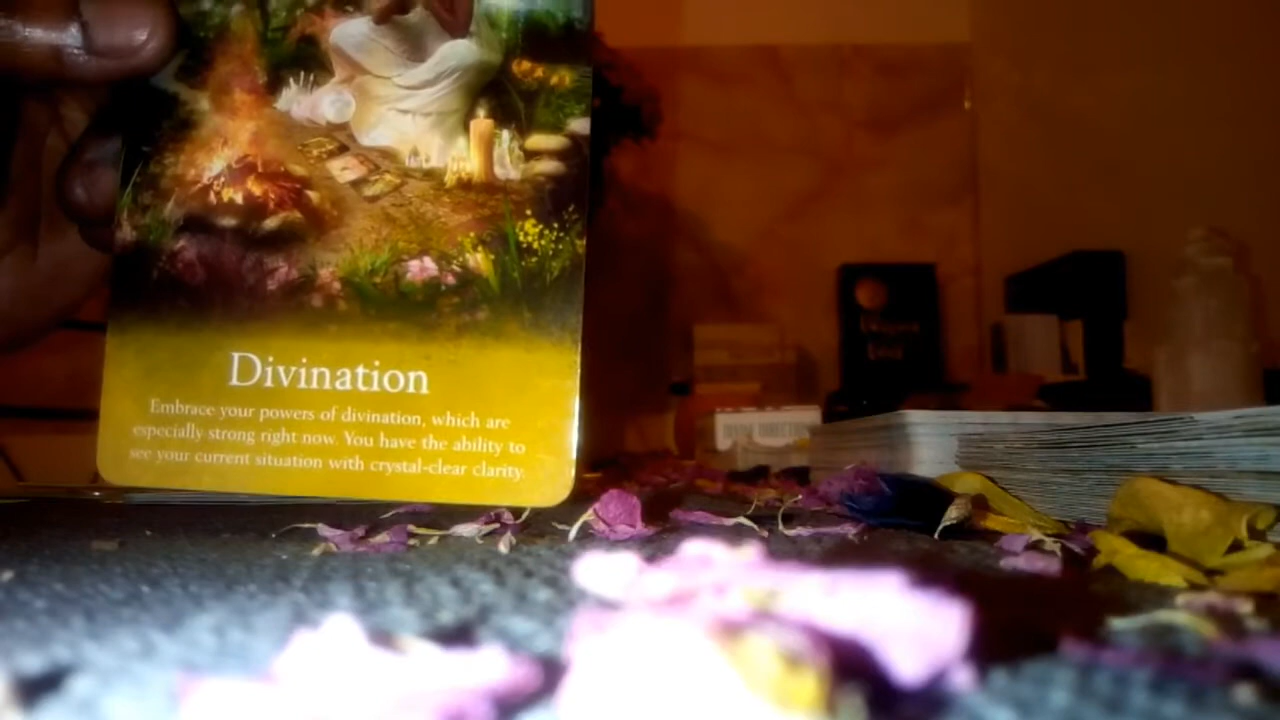 Divination
Embrace your powers of divination, which are
especially strong right now. You have the ability to
see your current situation with crystal-clear clarity.